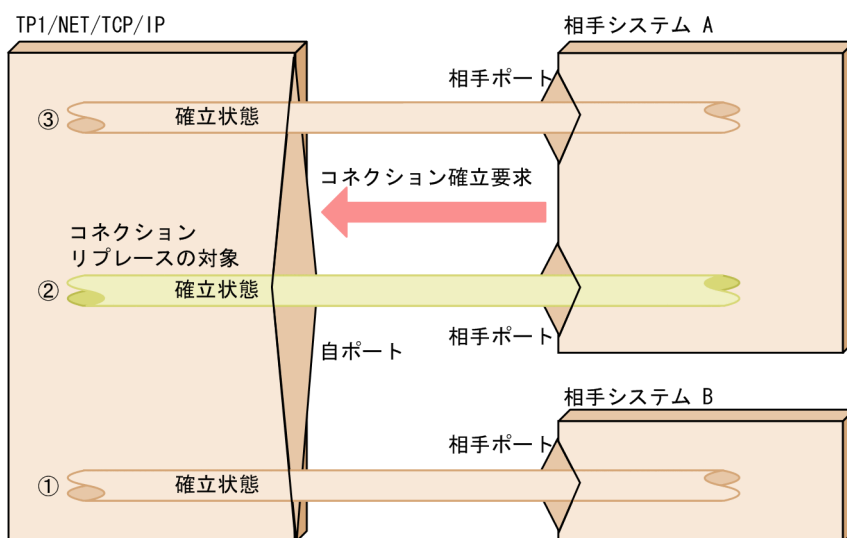 TP1/NET/TCP/IP
相手システム A
相手ポート
③
確立状態
コネクション確立要求
コネクション
リプレースの対象
②
確立状態
相手ポート
自ポート
相手システム B
相手ポート
①
確立状態